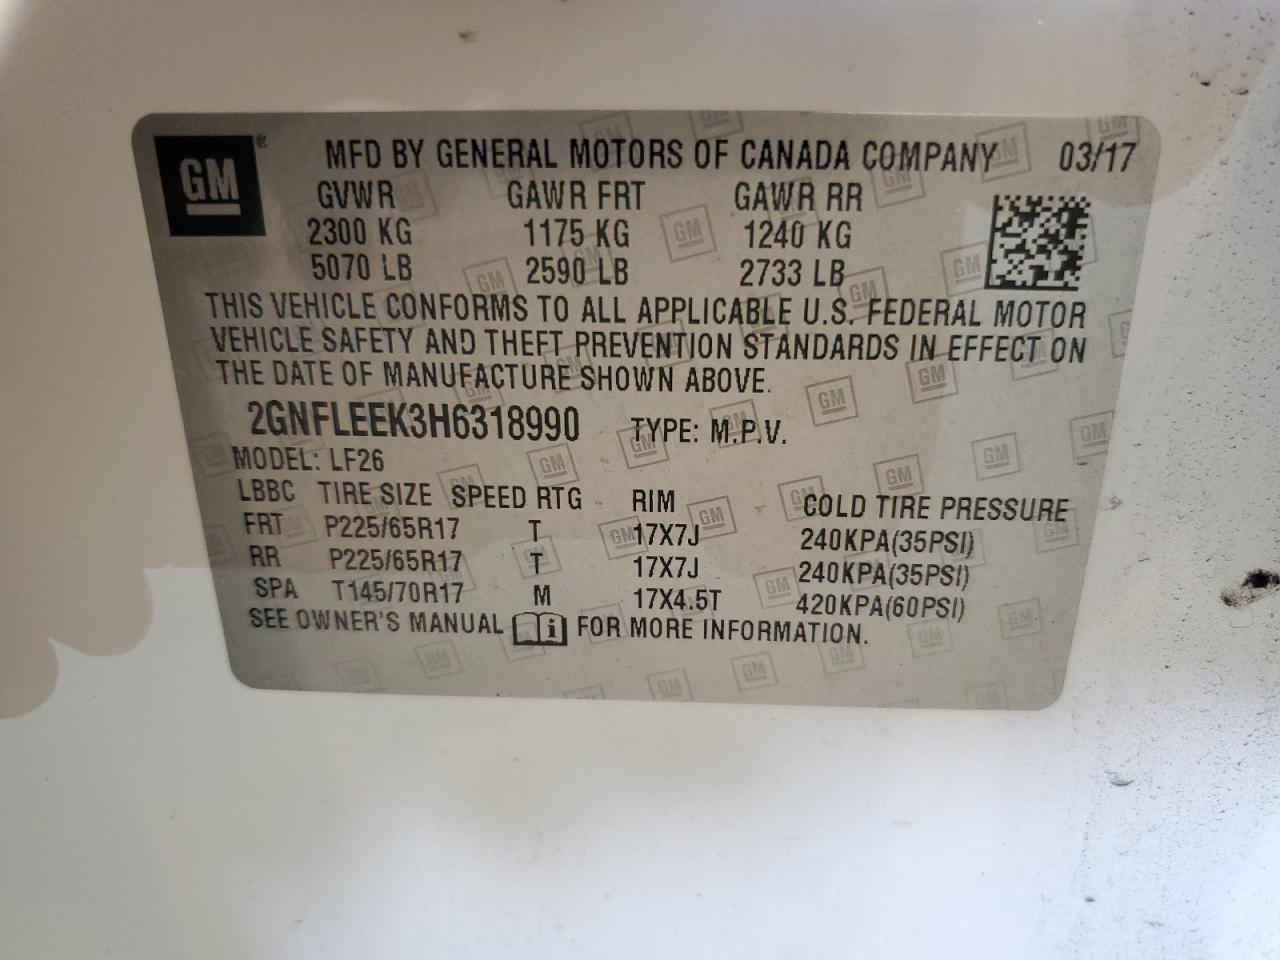 GM ®
MFD BY GENERAL MOTORS OF CANADA COMPANY 03/17
GVWR GAWR FRT GAWR RR
2300 KG 1175 KG 1240 KG
5070 LB 2590 LB 2733 LB
THIS VEHICLE CONFORMS TO ALL APPLICABLE U.S. FEDERAL MOTOR
VEHICLE SAFETY AND THEFT PREVENTION STANDARDS IN EFFECT ON
THE DATE OF MANUFACTURE SHOWN ABOVE.
2GNFLEEK3H6318990 TYPE: M.P.V.
MODEL: LF26
LBBC TIRE SIZE SPEED RTG RIM COLD TIRE PRESSURE
FRT P225/65R17 T 17X7J 240KPA(35PSI)
RR P225/65R17 T 17X7J 240KPA(35PSI)
SPA T145/70R17 M 17X4.5T 420KPA(60PSI)
SEE OWNER'S MANUAL i FOR MORE INFORMATION.